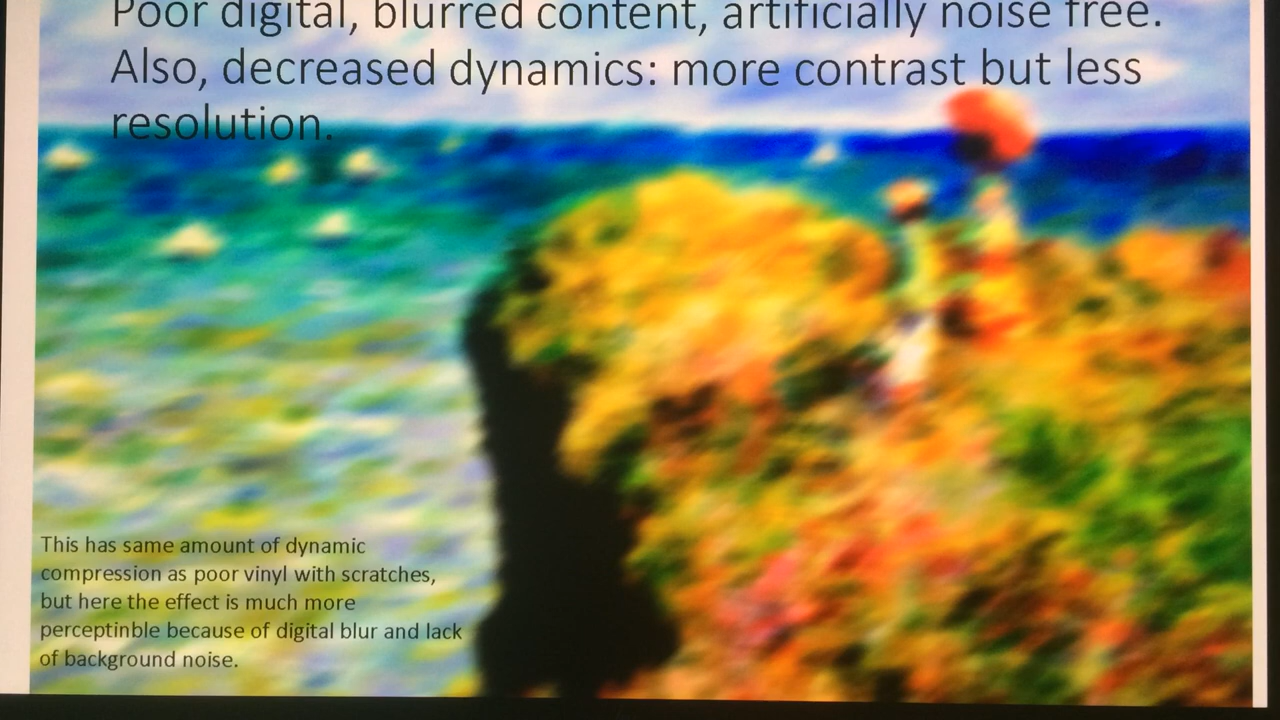 Poor digital, blurred content, artificially noise free.
Also, decreased dynamics: more contrast but less
resolution.
This has same amount of dynamic
compression as poor vinyl with scratches,
but here the effect is much more
perceptinble because of digital blur and lack
of background noise.